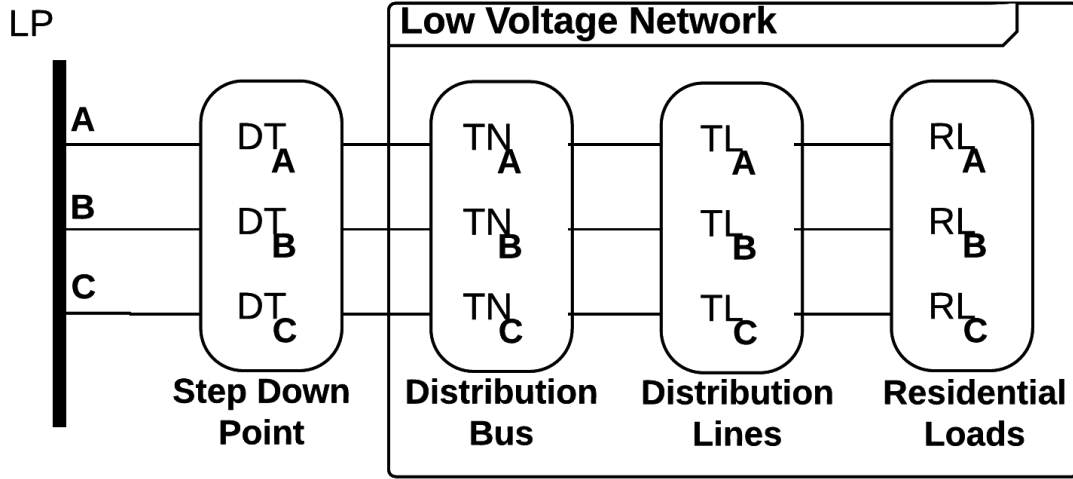 LP
Low Voltage Network
A
DTA
TNA
TLA
RLA
B
DTB
TNB
TLB
RLB
C
DTC
TNC
TLC
RLC
Step Down
Point
Distribution
Bus
Distribution
Lines
Residential
Loads